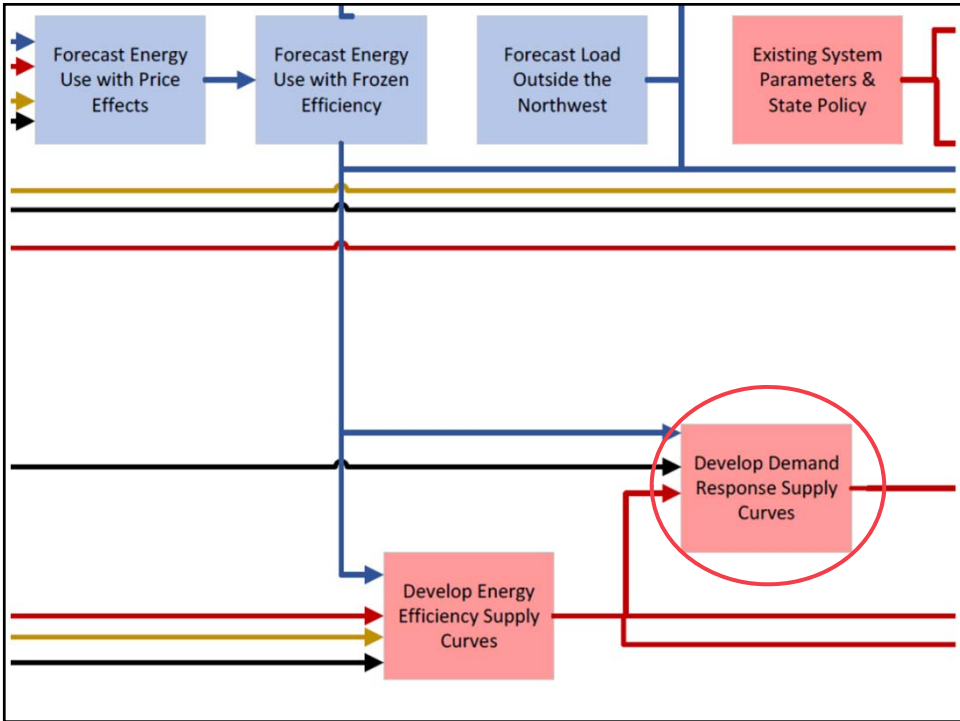 Forecast Energy
Use with Price
Effects
Forecast Energy
Use with Frozen
Efficiency
Forecast Load
Outside the
Northwest
Existing System
Parameters &
State Policy
Develop Demand
Response Supply
Curves
Develop Energy
Efficiency Supply
Curves